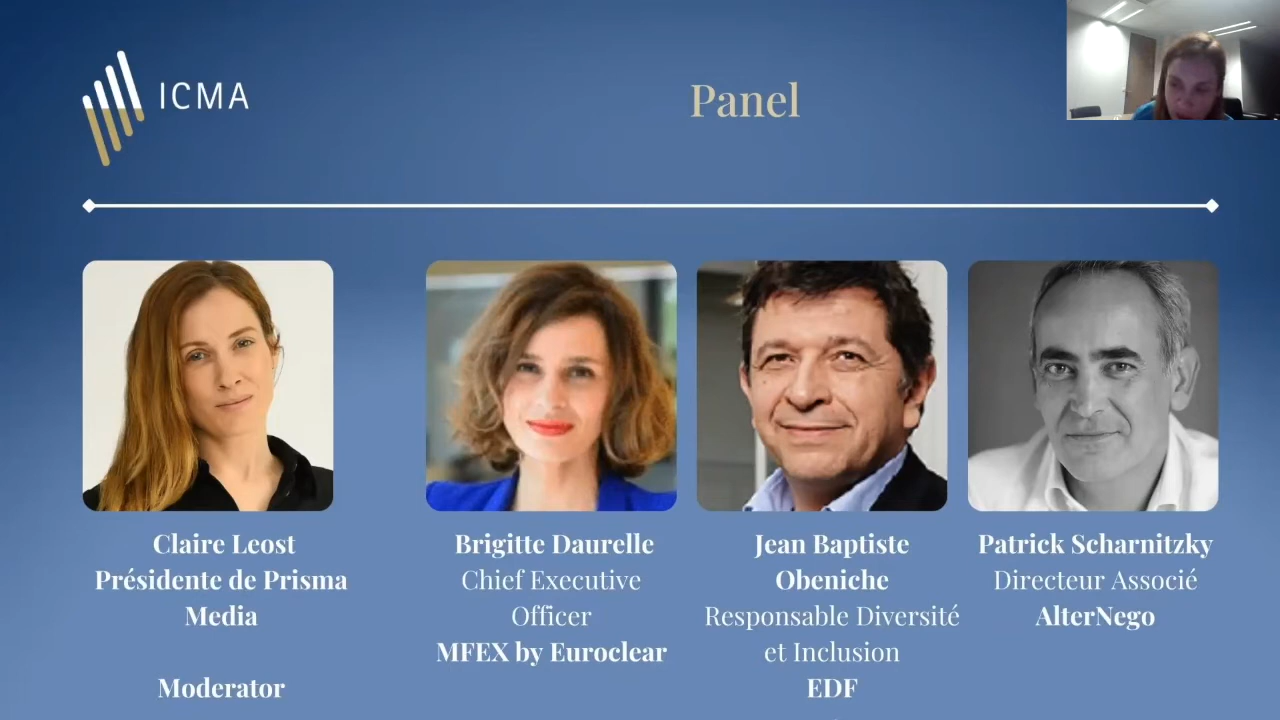 ICMA
Panel
Claire Leost
Présidente de Prisma
Media
Moderator
Brigitte Daurelle
Chief Executive
Officer
MFEX by Euroclear
Jean Baptiste
Obeniche
Responsable Diversité
et Inclusion
EDF
Patrick Scharnitzky
Directeur Associé
AlterNego